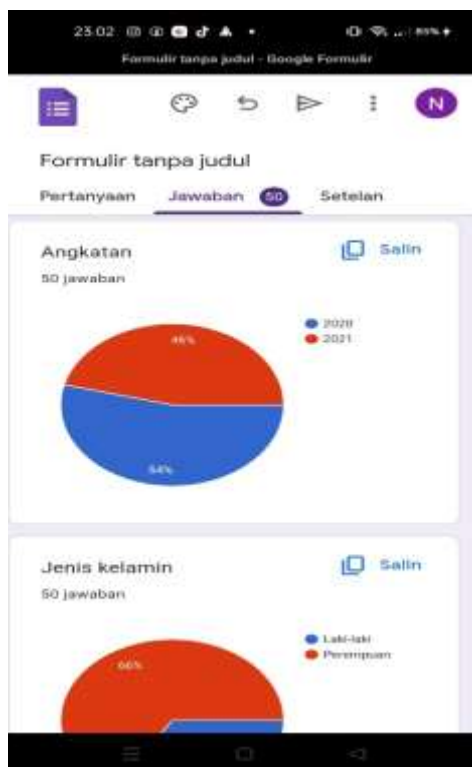 23.02
85%
Formulir tanpa judul - Google Formulir
N
Formulir tanpa judul
Pertanyaan Jawaban 50 Setelan
Angkatan Salin
50 jawaban
2020
2021
46%
54%
Jenis kelamin Salin
50 jawaban
Laki-laki
Perempuan
66%